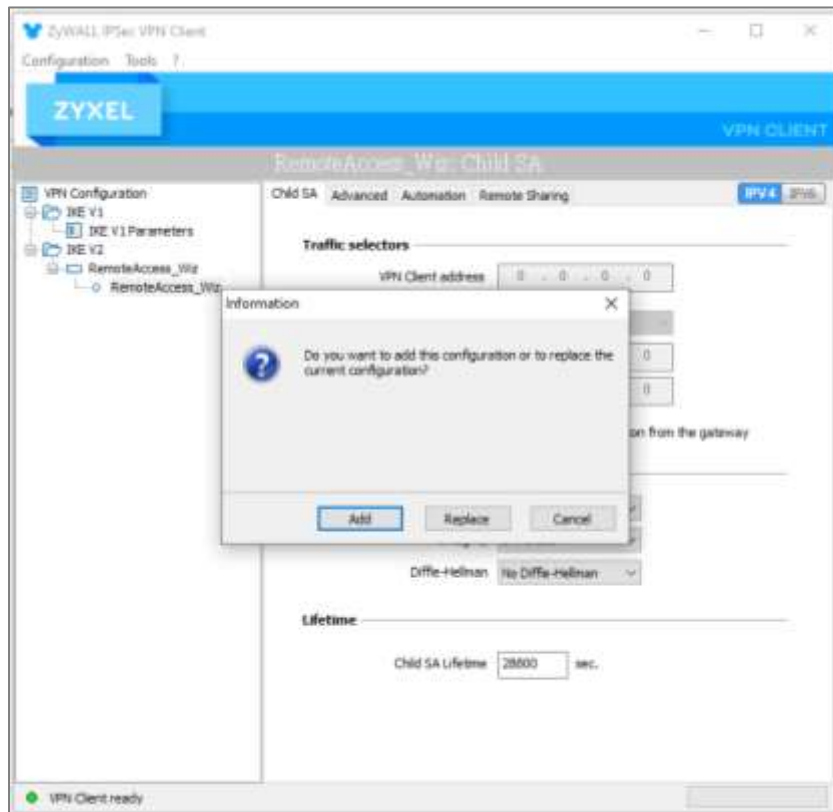 ZyWALL IPSec VPN Client
Configuration Tools ?
ZYXEL
VPN CLIENT
RemoteAccess_Wiz: Child SA
VPN Configuration
IKE V1
IKE V1 Parameters
IKE V2
RemoteAccess_Wiz
RemoteAccess_Wiz
Child SA Advanced Automation Remote Sharing
IPV4 IPV6
Traffic selectors
VPN Client address 0 . 0 . 0 . 0
0
0
on from the gateway
Information
Do you want to add this configuration or to replace the
current configuration?
Add Replace Cancel
Diffie-Hellman No Diffie-Hellman
Lifetime
Child SA Lifetime 28800 sec.
VPN Client ready